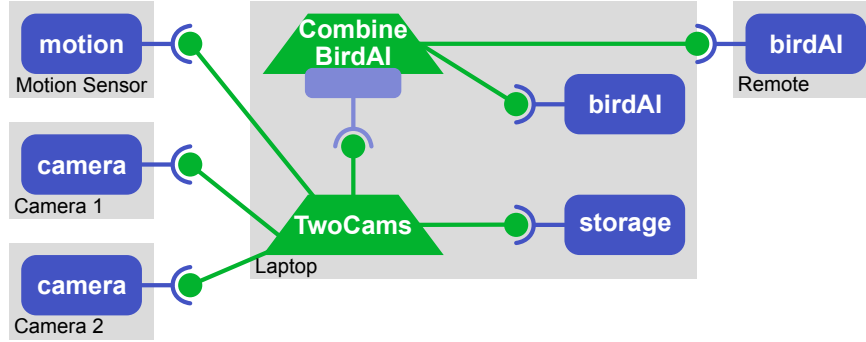 motion
Motion Sensor
camera
Camera 1
camera
Camera 2
Combine
BirdAI
birdAI
TwoCams
storage
Laptop
birdAI
Remote